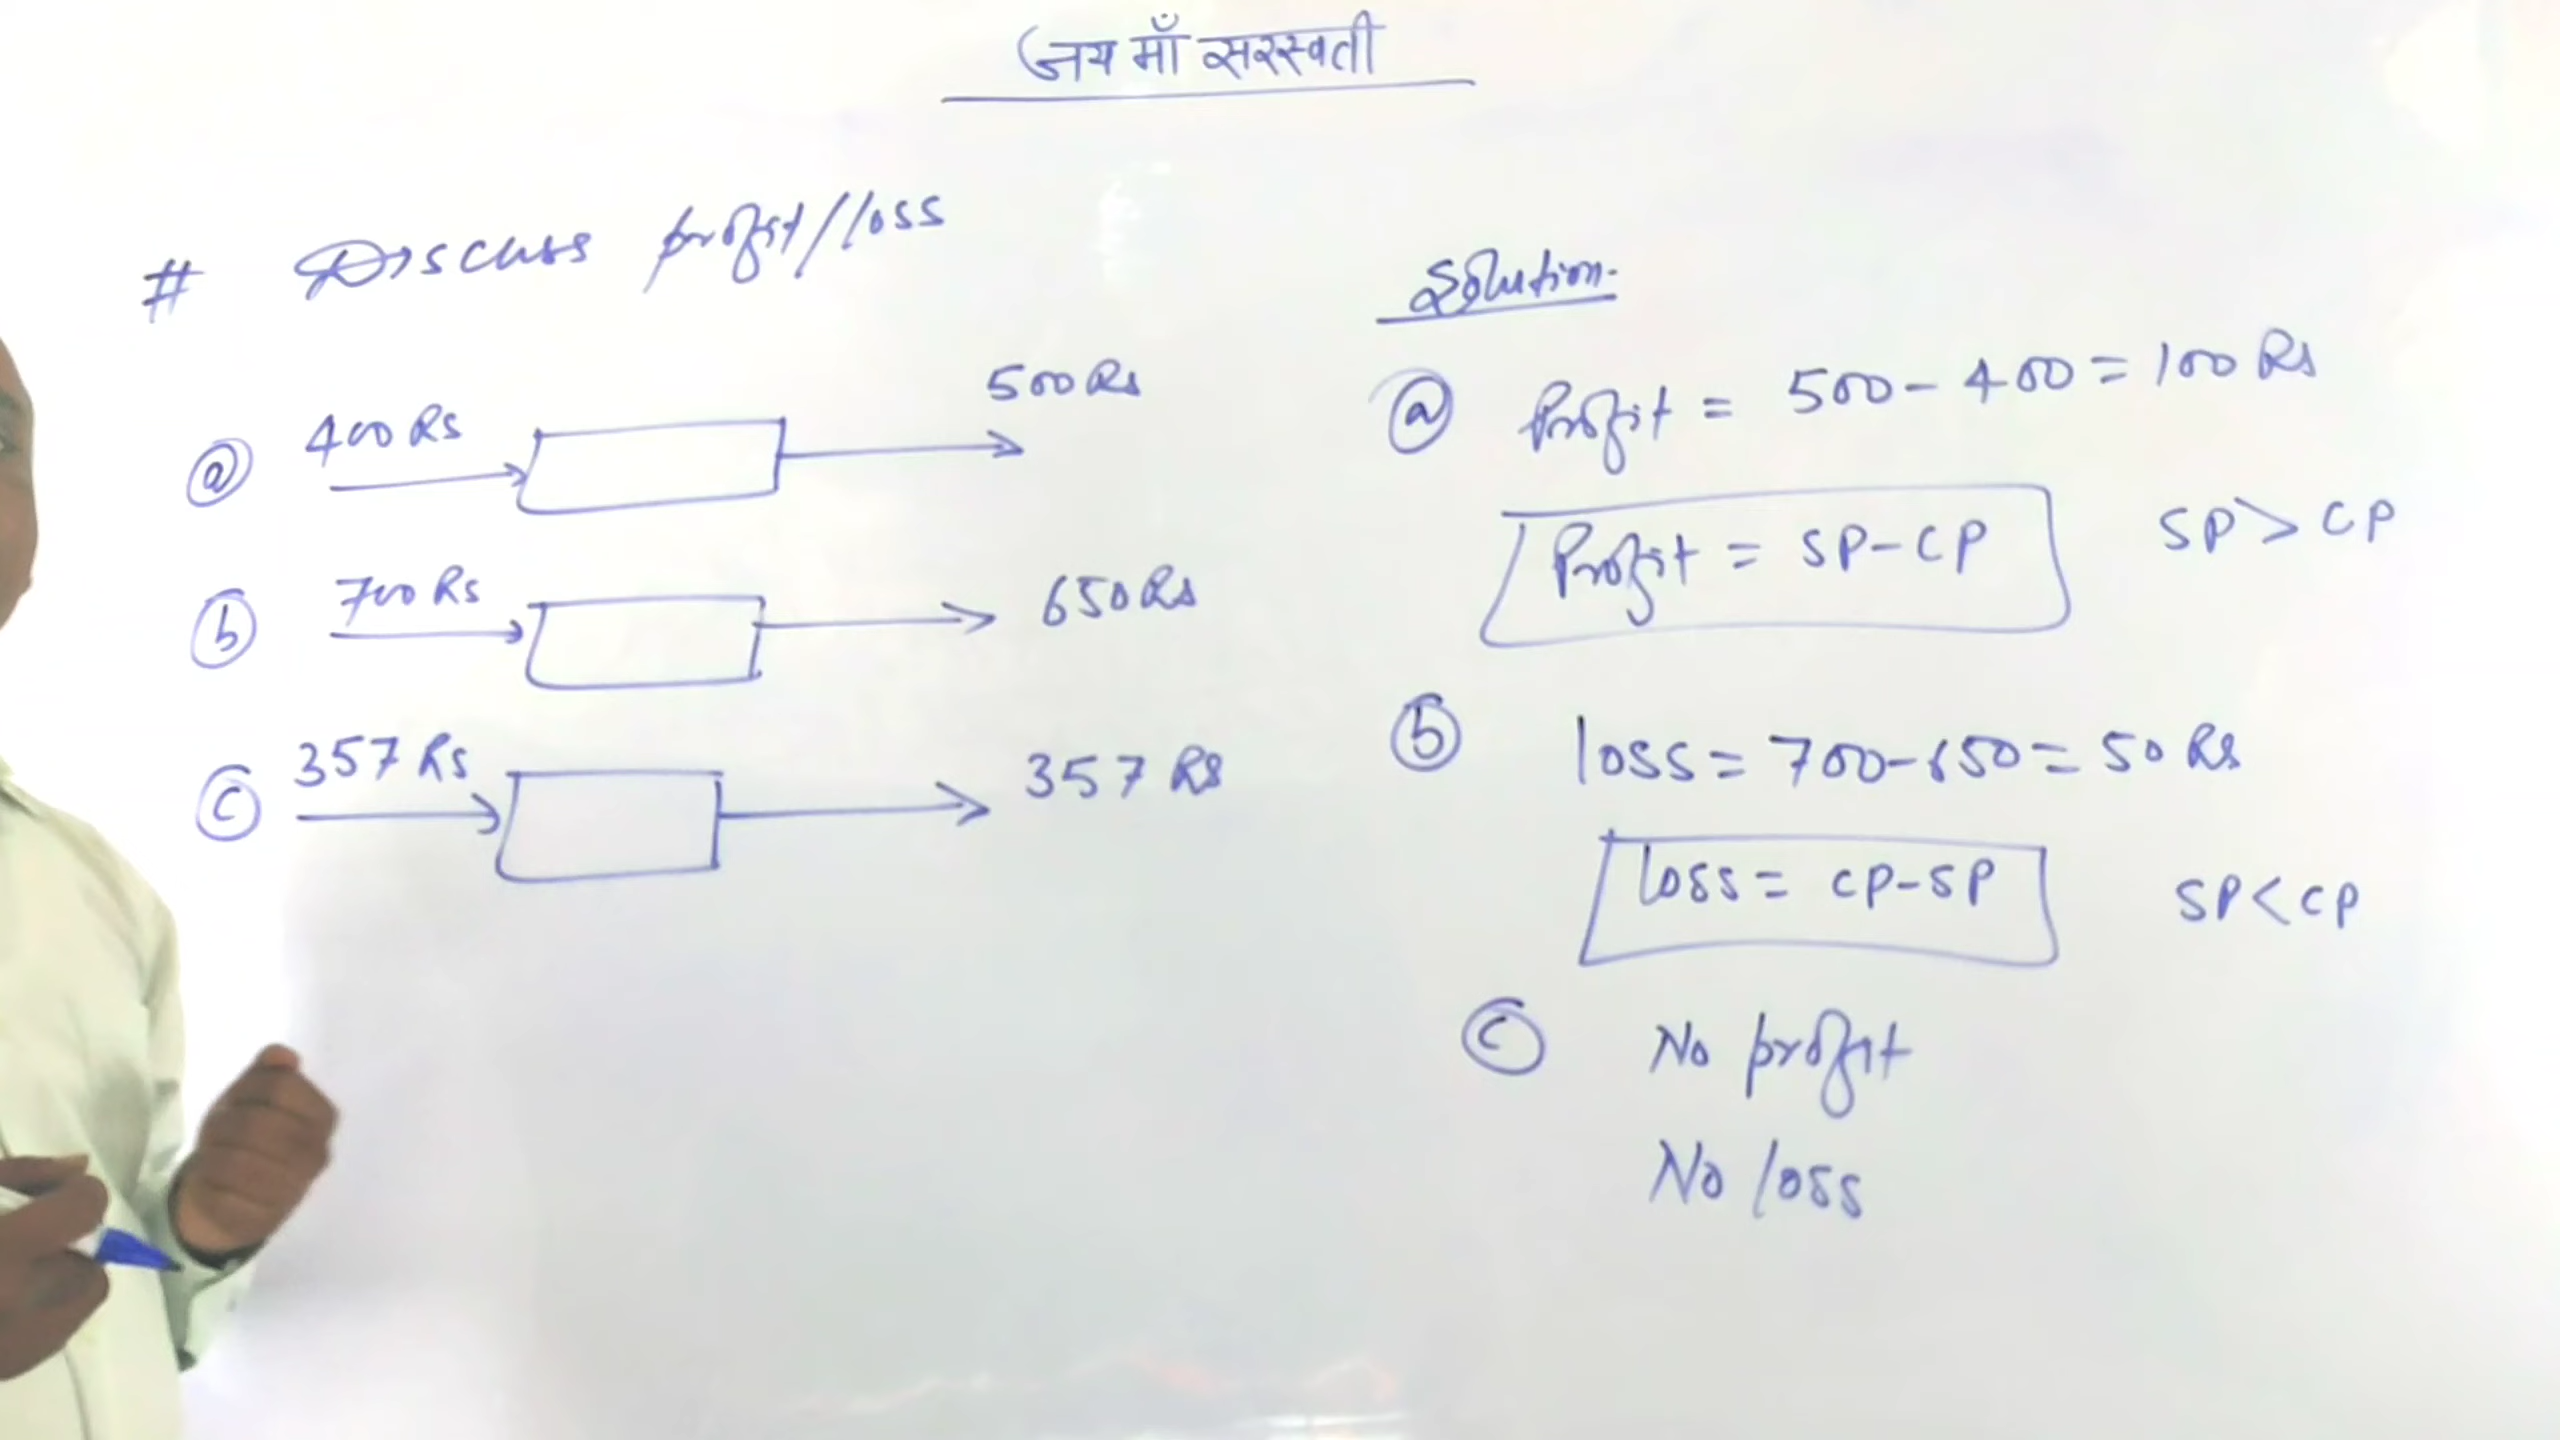 जय माँ सरस्वती
# Discuss profit/loss
(a) 400 Rs 500 Rs
(b) 700 Rs 650 Rs
(c) 357 Rs 357 Rs
Solution-
(a) Profit = 500 - 400 = 100 Rs
Profit = SP - CP SP > CP
(b) loss = 700 - 650 = 50 Rs
loss = CP - SP SP < CP
(c) No profit
No loss